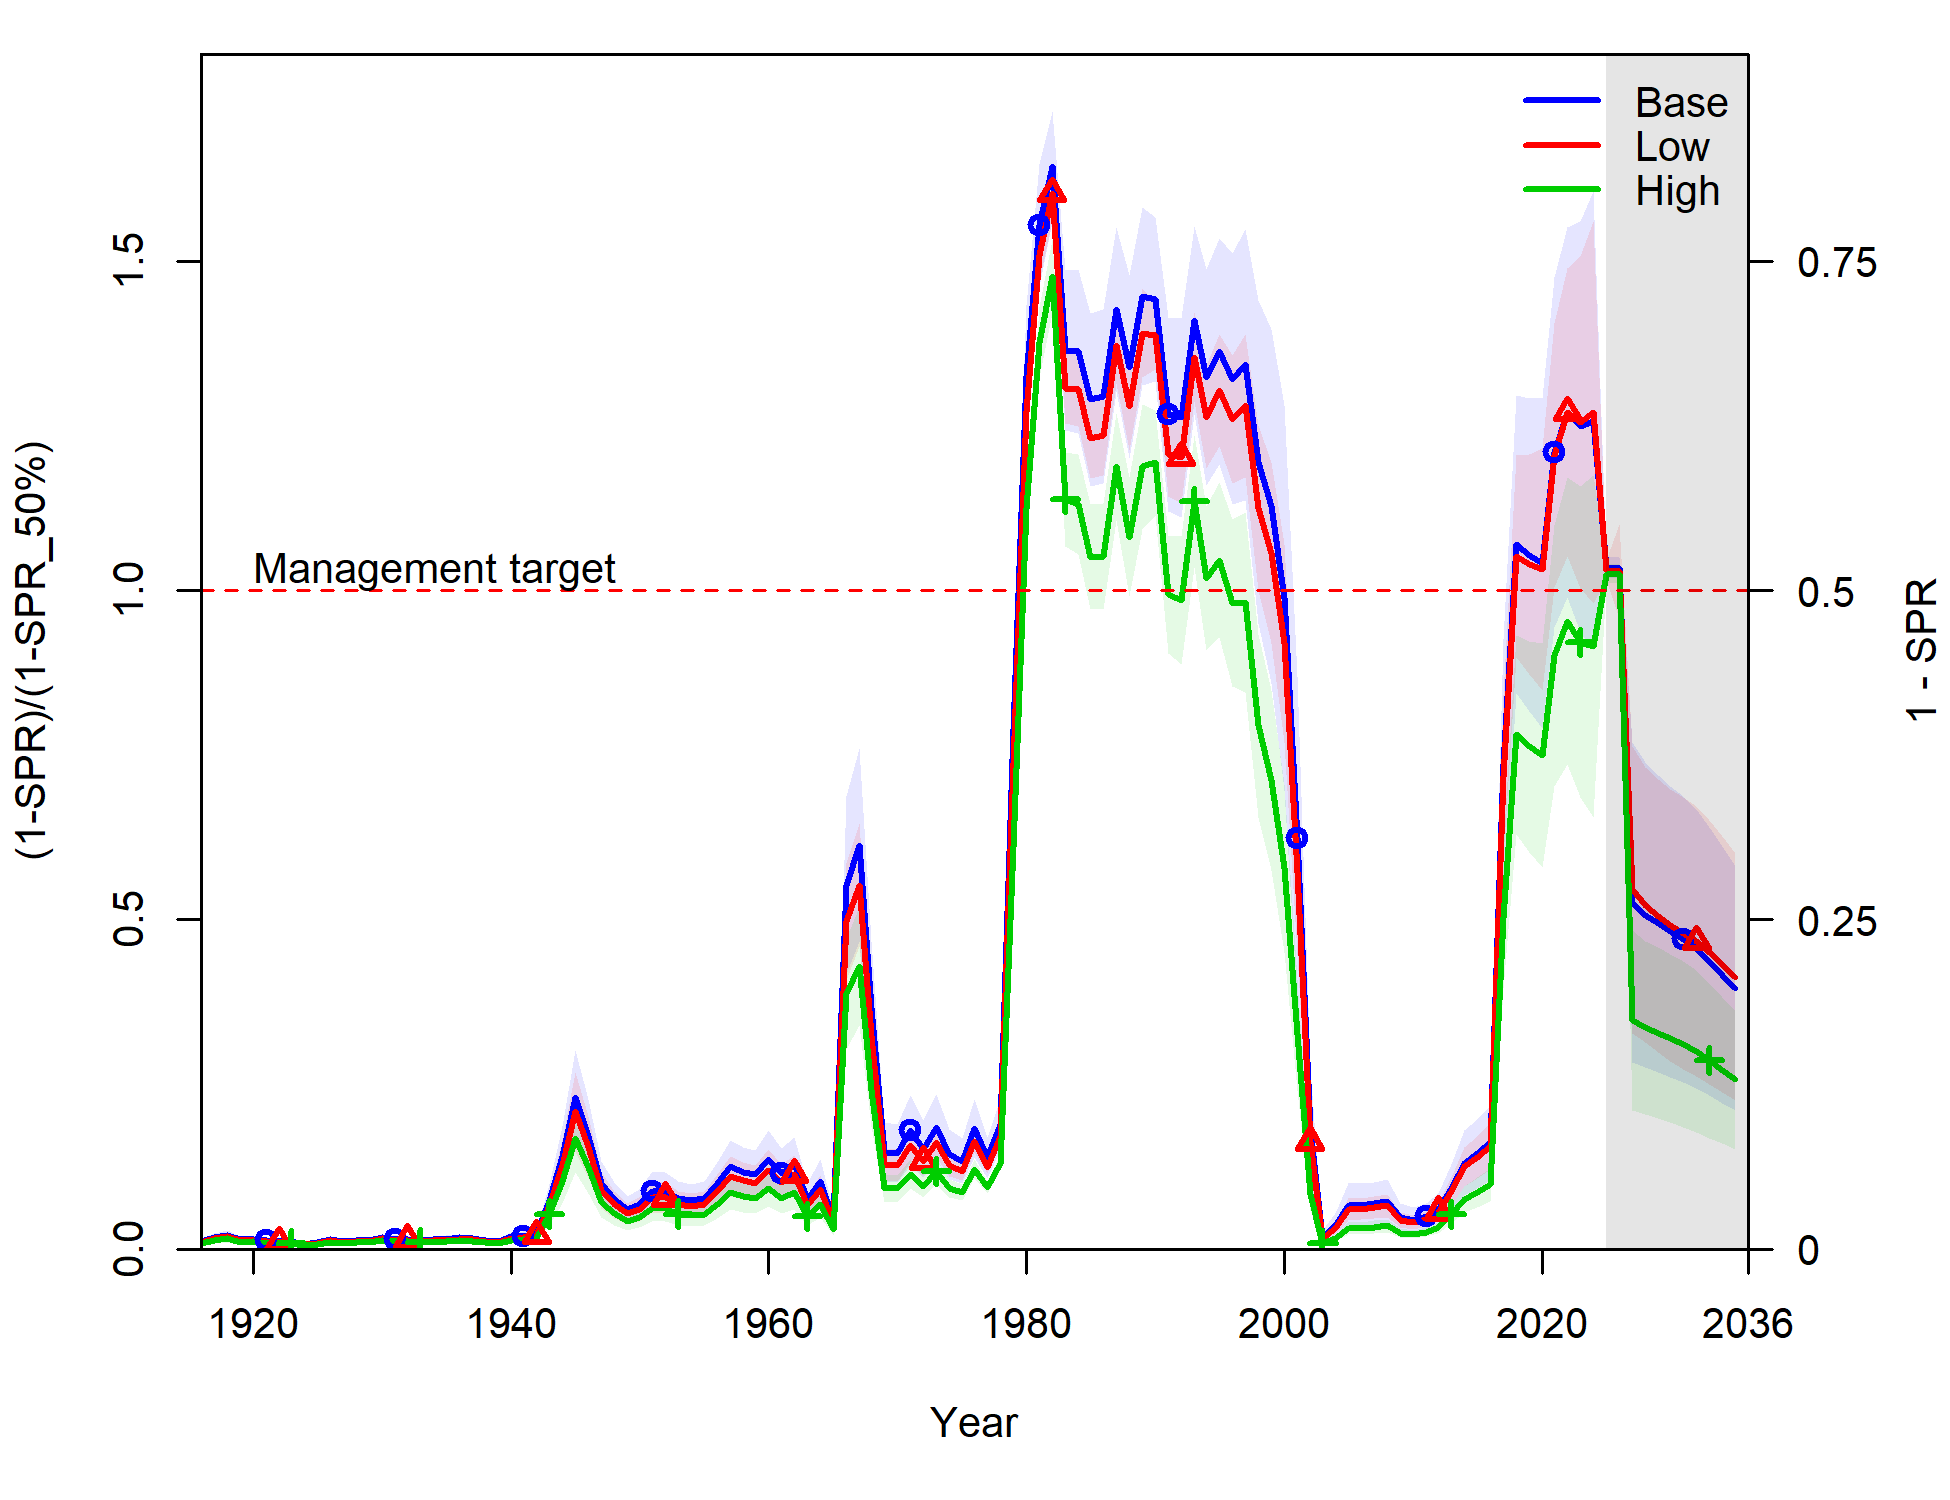 Base
Low
High
Management target
(1-SPR)/(1-SPR_50%)
0.0
0.5
1.0
1.5
0
0.25
0.5
0.75
1 - SPR
1920
1940
1960
1980
2000
2020
2036
Year